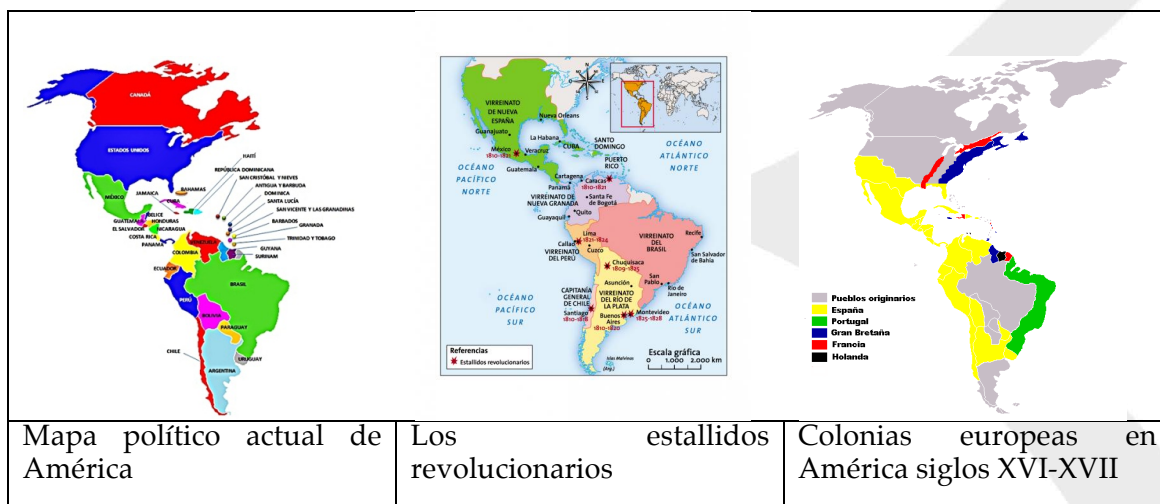 CANADÁ
ESTADOS UNIDOS
HAITÍ
REPÚBLICA DOMINICANA
SAN CRISTÓBAL Y NIEVES
ANTIGUA Y BARBUDA
DOMINICA
SANTA LUCÍA
SAN VICENTE Y LAS GRANADINAS
BARBADOS
GRANADA
TRINIDAD Y TOBAGO
GUYANA
SURINAM
BAHAMAS
JAMAICA
CUBA
MÉXICO
BELICE
GUATEMALA
HONDURAS
EL SALVADOR
NICARAGUA
COSTA RICA
PANAMA
VENEZUELA
COLOMBIA
ECUADOR
BRASIL
PERÚ
BOLIVIA
PARAGUAY
CHILE
URUGUAY
ARGENTINA
N
VIRREINATO
DE NUEVA
ESPAÑA
Nueva Orleans
Guanajuato
La Habana
CUBA
SANTO
DOMINGO
México
1810-1821
Veracruz
PUERTO
RICO
OCÉANO
ATLÁNTICO
NORTE
Guatemala
OCÉANO
PACÍFICO
NORTE
Cartagena
Caracas
1810-1821
Panamá
VIRREINATO DE
NUEVA GRANADA
Santa Fe
de Bogotá
Quito
Guayaquil
Lima
1821-1824
Callao
Cuzco
VIRREINATO
DEL PERÚ
VIRREINATO
DEL
BRASIL
Recife
San Salvador
de Bahía
Chuquisaca
1809-1825
Asunción
San
Pablo
Río de
Janeiro
CAPITANÍA
GENERAL
DE CHILE
VIRREINATO
DEL RÍO DE
LA PLATA
Santiago
1810-1818
Buenos
Aires
1810-1820
Montevideo
1825-1828
OCÉANO
PACÍFICO
SUR
OCÉANO
ATLÁNTICO
SUR
Islas Malvinas
(Arg.)
Referencias
Estallidos revolucionarios
Escala gráfica
0 1.000 2.000 km
Pueblos originarios
España
Portugal
Gran Bretaña
Francia
Holanda
Mapa político actual de
América
Los estallidos
revolucionarios
Colonias europeas en
América siglos XVI-XVII